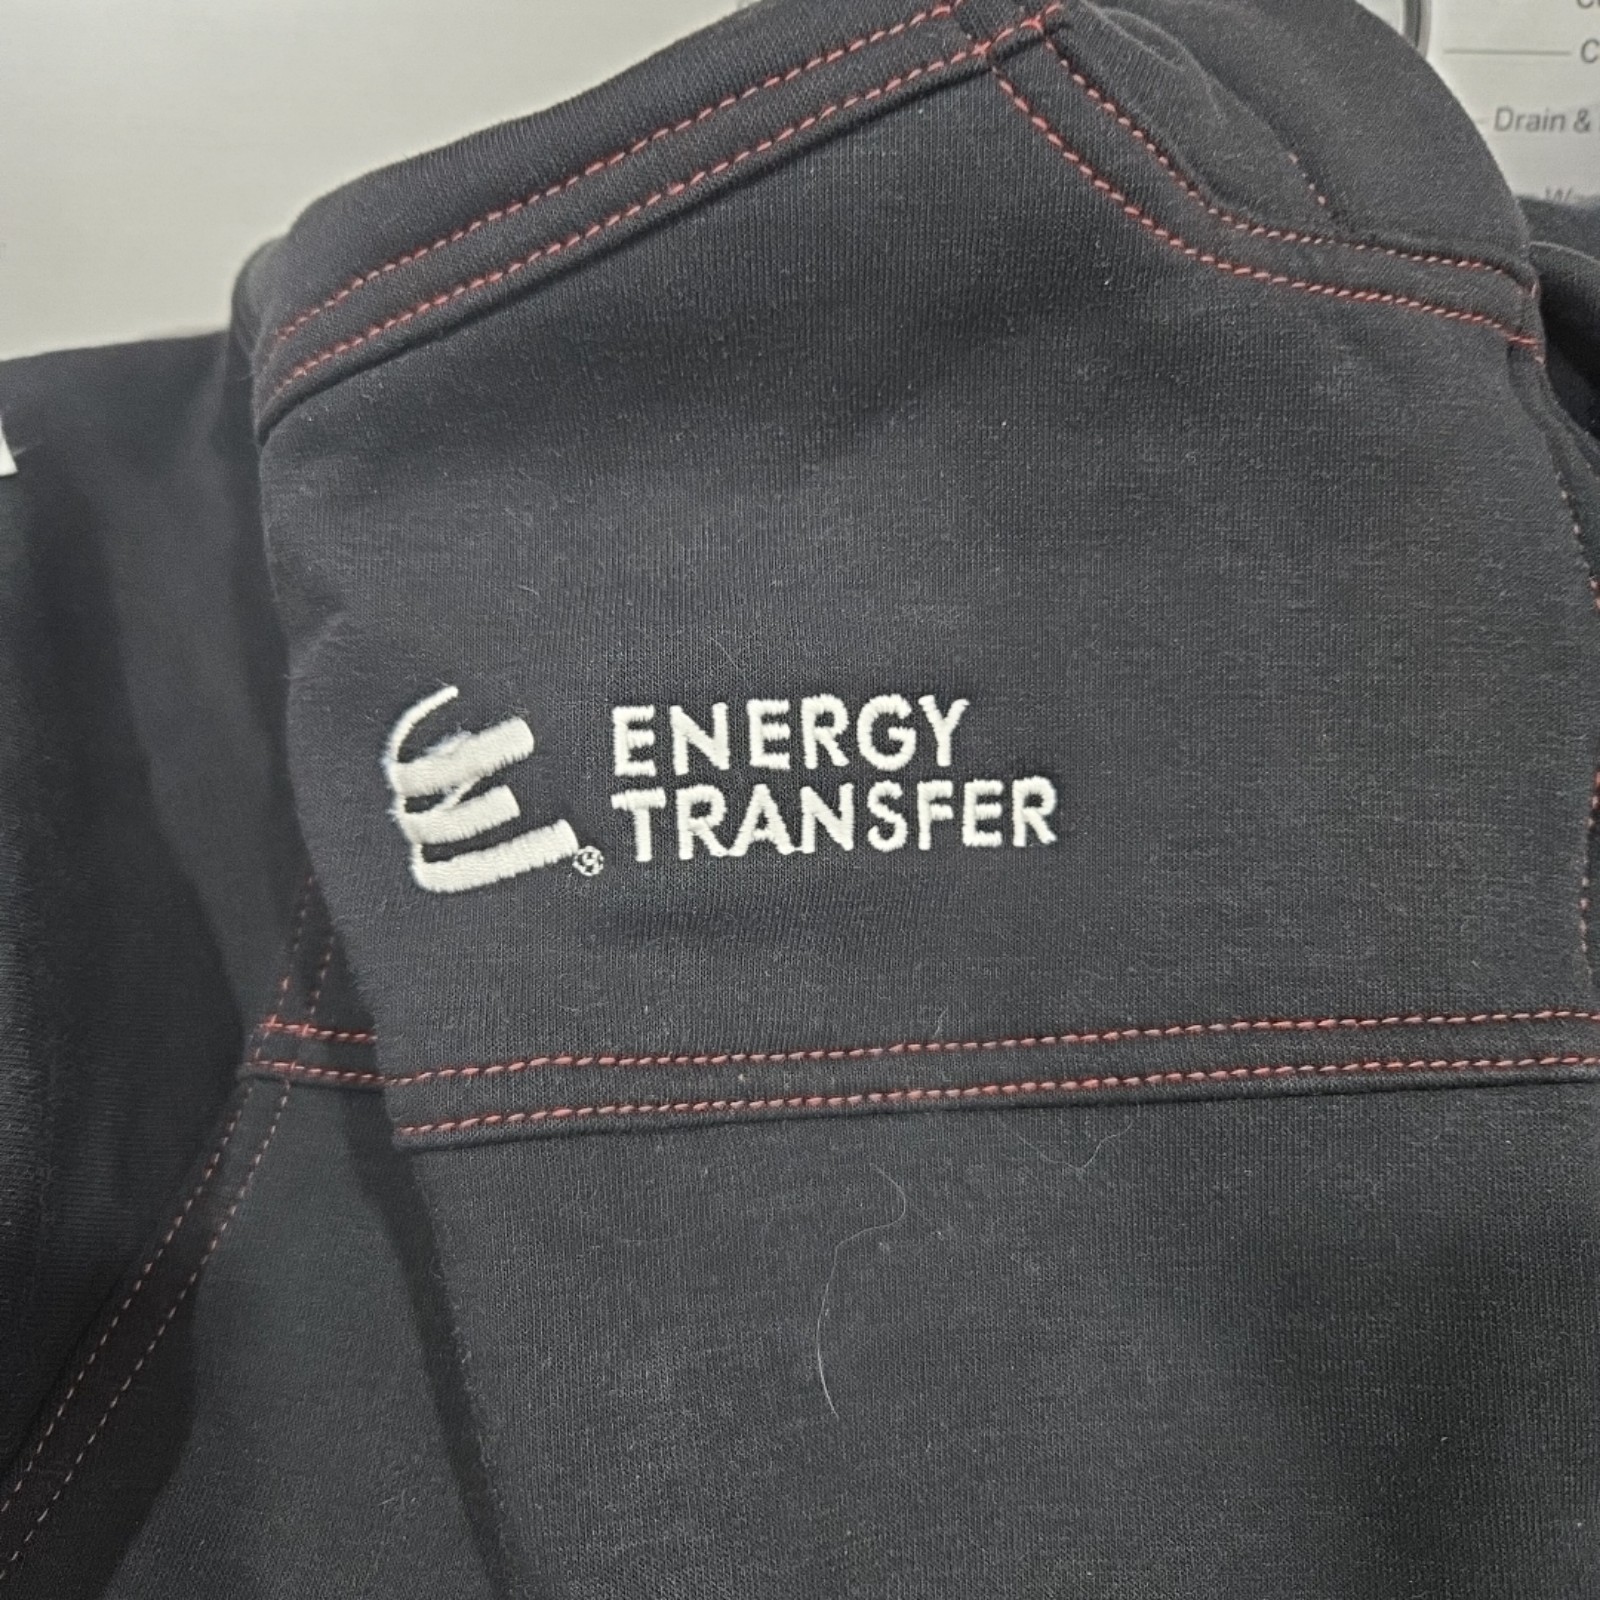 Drain &
ENERGY
TRANSFER
®